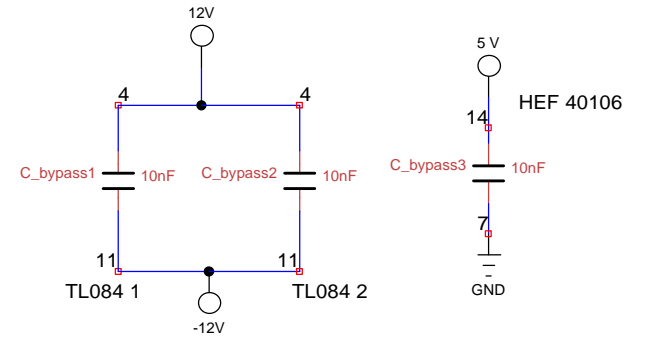 12V
5 V
4
4
HEF 40106
14
C_bypass1
10nF
C_bypass2
10nF
C_bypass3
10nF
7
11
11
TL084 1
TL084 2
GND
-12V